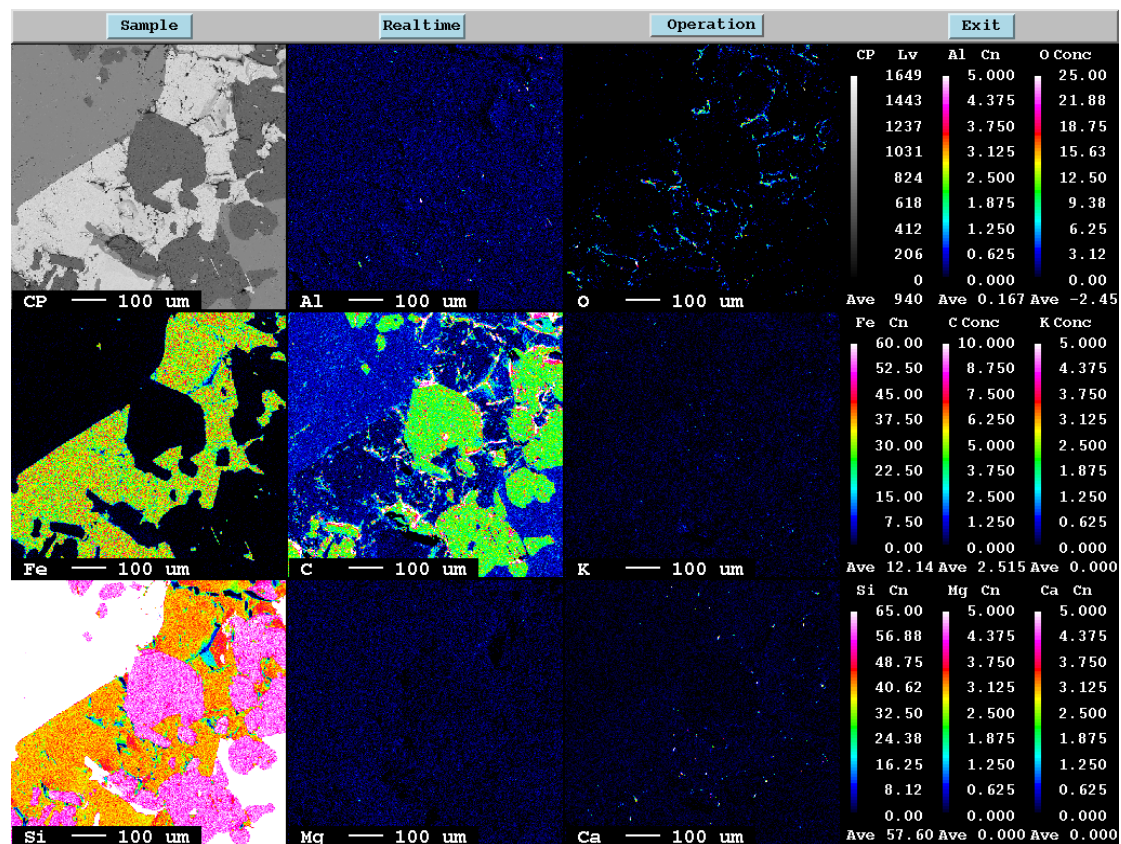 Sample Realtime Operation Exit
CP Lv Al Cn O Conc
1649 5.000 25.00
1443 4.375 21.88
1237 3.750 18.75
1031 3.125 15.63
824 2.500 12.50
618 1.875 9.38
412 1.250 6.25
206 0.625 3.12
0 0.000 0.00
CP 100 um Al 100 um O 100 um Ave 940 Ave 0.167 Ave -2.45
Fe Cn C Conc K Conc
60.00 10.000 5.000
52.50 8.750 4.375
45.00 7.500 3.750
37.50 6.250 3.125
30.00 5.000 2.500
22.50 3.750 1.875
15.00 2.500 1.250
7.50 1.250 0.625
0.00 0.000 0.000
Fe 100 um C 100 um K 100 um Ave 12.14 Ave 2.515 Ave 0.000
Si Cn Mg Cn Ca Cn
65.00 5.000 5.000
56.88 4.375 4.375
48.75 3.750 3.750
40.62 3.125 3.125
32.50 2.500 2.500
24.38 1.875 1.875
16.25 1.250 1.250
8.12 0.625 0.625
0.00 0.000 0.000
Si 100 um Mg 100 um Ca 100 um Ave 57.60 Ave 0.000 Ave 0.000